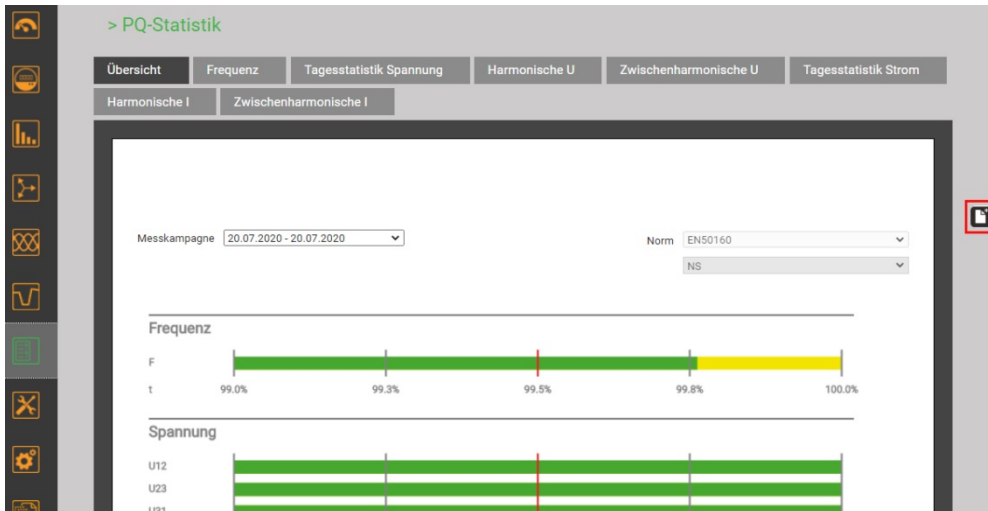 > PQ-Statistik
Übersicht Frequenz Tagesstatistik Spannung Harmonische U Zwischenharmonische U Tagesstatistik Strom
Harmonische I Zwischenharmonische I
Messkampagne 20.07.2020 - 20.07.2020 Norm EN50160
NS
Frequenz
F
t 99.0% 99.3% 99.5% 99.8% 100.0%
Spannung
U12
U23
U31